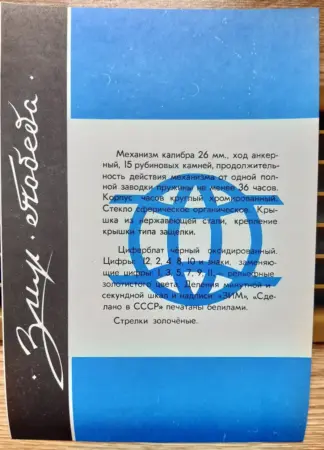 · Зим · Победа ·
Механизм калибра 26 мм., ход анкер-
ный, 15 рубиновых камней, продолжитель-
ность действия механизма от одной пол-
ной заводки пружины не менее 36 часов.
Корпус часов круглый хромированный.
Стекло сферическое органическое. Крыш-
ка из нержавеющей стали, крепление
крышки типа защелки.
Циферблат чёрный оксидированный.
Цифры 12, 2, 4, 8, 10 и знаки, заменяю-
щие цифры 1, 3, 5, 7, 9, 11, — рельефные
золотистого цвета. Деления минутной и
секундной шкал и надписи «ЗИМ», «Сде-
лано в СССР» печатаны белилами.
Стрелки золочёные.